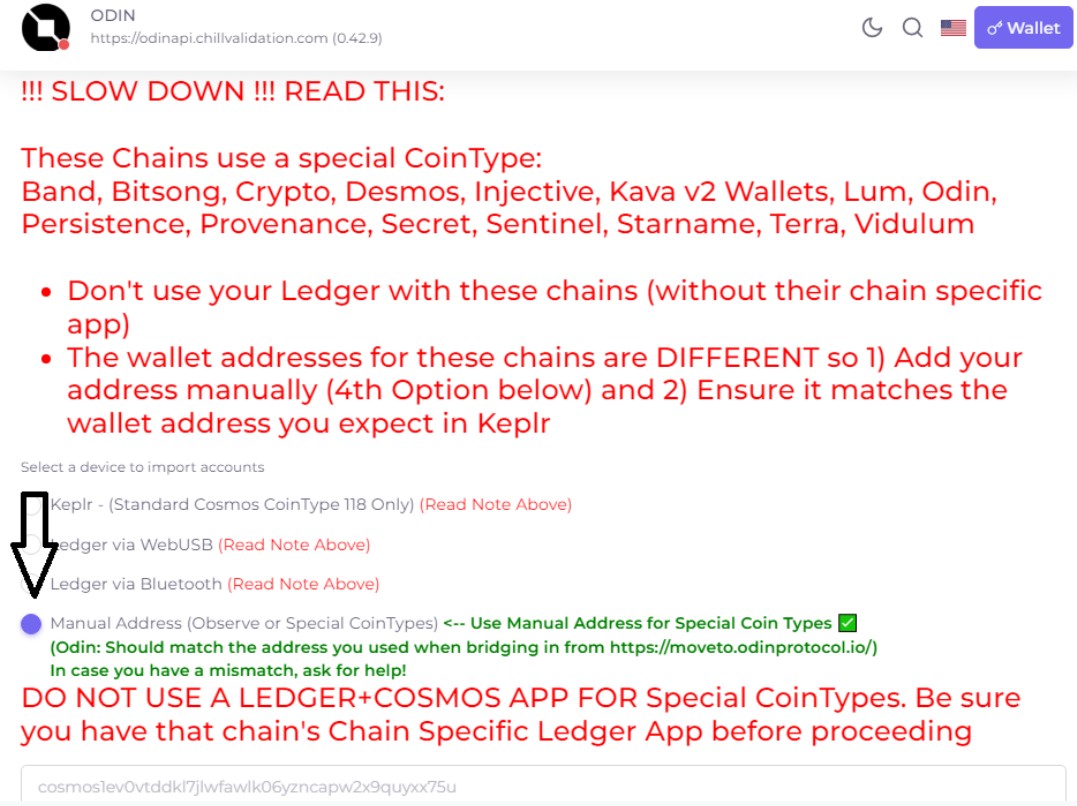 ODIN
https://odinapi.chillvalidation.com (0.42.9)
Wallet
!!! SLOW DOWN !!! READ THIS:
These Chains use a special CoinType:
Band, Bitsong, Crypto, Desmos, Injective, Kava v2 Wallets, Lum, Odin,
Persistence, Provenance, Secret, Sentinel, Starname, Terra, Vidulum
• Don't use your Ledger with these chains (without their chain specific
app)
• The wallet addresses for these chains are DIFFERENT so 1) Add your
address manually (4th Option below) and 2) Ensure it matches the
wallet address you expect in Keplr
Select a device to import accounts
Keplr - (Standard Cosmos CoinType 118 Only) (Read Note Above)
Ledger via WebUSB (Read Note Above)
Ledger via Bluetooth (Read Note Above)
Manual Address (Observe or Special CoinTypes) <-- Use Manual Address for Special Coin Types ✅
(Odin: Should match the address you used when bridging in from https://moveto.odinprotocol.io/)
In case you have a mismatch, ask for help!
DO NOT USE A LEDGER+COSMOS APP FOR Special CoinTypes. Be sure
you have that chain's Chain Specific Ledger App before proceeding
cosmos1ev0vtddkl7jlwfawlk06yzncapw2x9quyxx75u